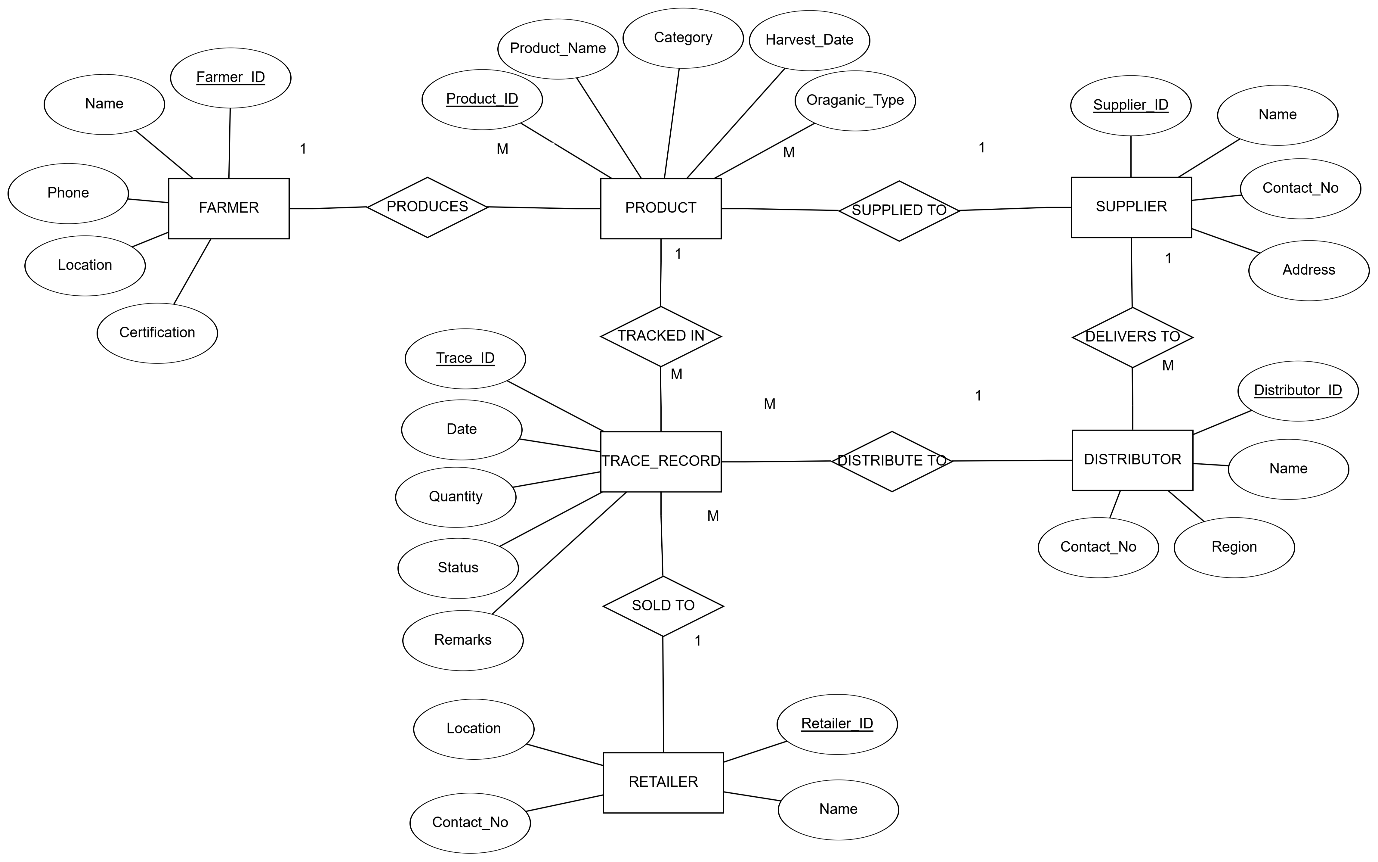 Category
Harvest_Date
Product_Name
Farmer_ID
Product_ID
Oraganic_Type
Name
Supplier_ID
Name
1
M
M
1
Phone
Contact_No
FARMER
PRODUCES
PRODUCT
SUPPLIED TO
SUPPLIER
Location
1
1
Address
Certification
TRACKED IN
DELIVERS TO
Trace_ID
M
M
Distributor_ID
M
1
Date
TRACE_RECORD
DISTRIBUTE TO
DISTRIBUTOR
Name
Quantity
M
Contact_No
Region
Status
SOLD TO
Remarks
1
Location
Retailer_ID
RETAILER
Contact_No
Name